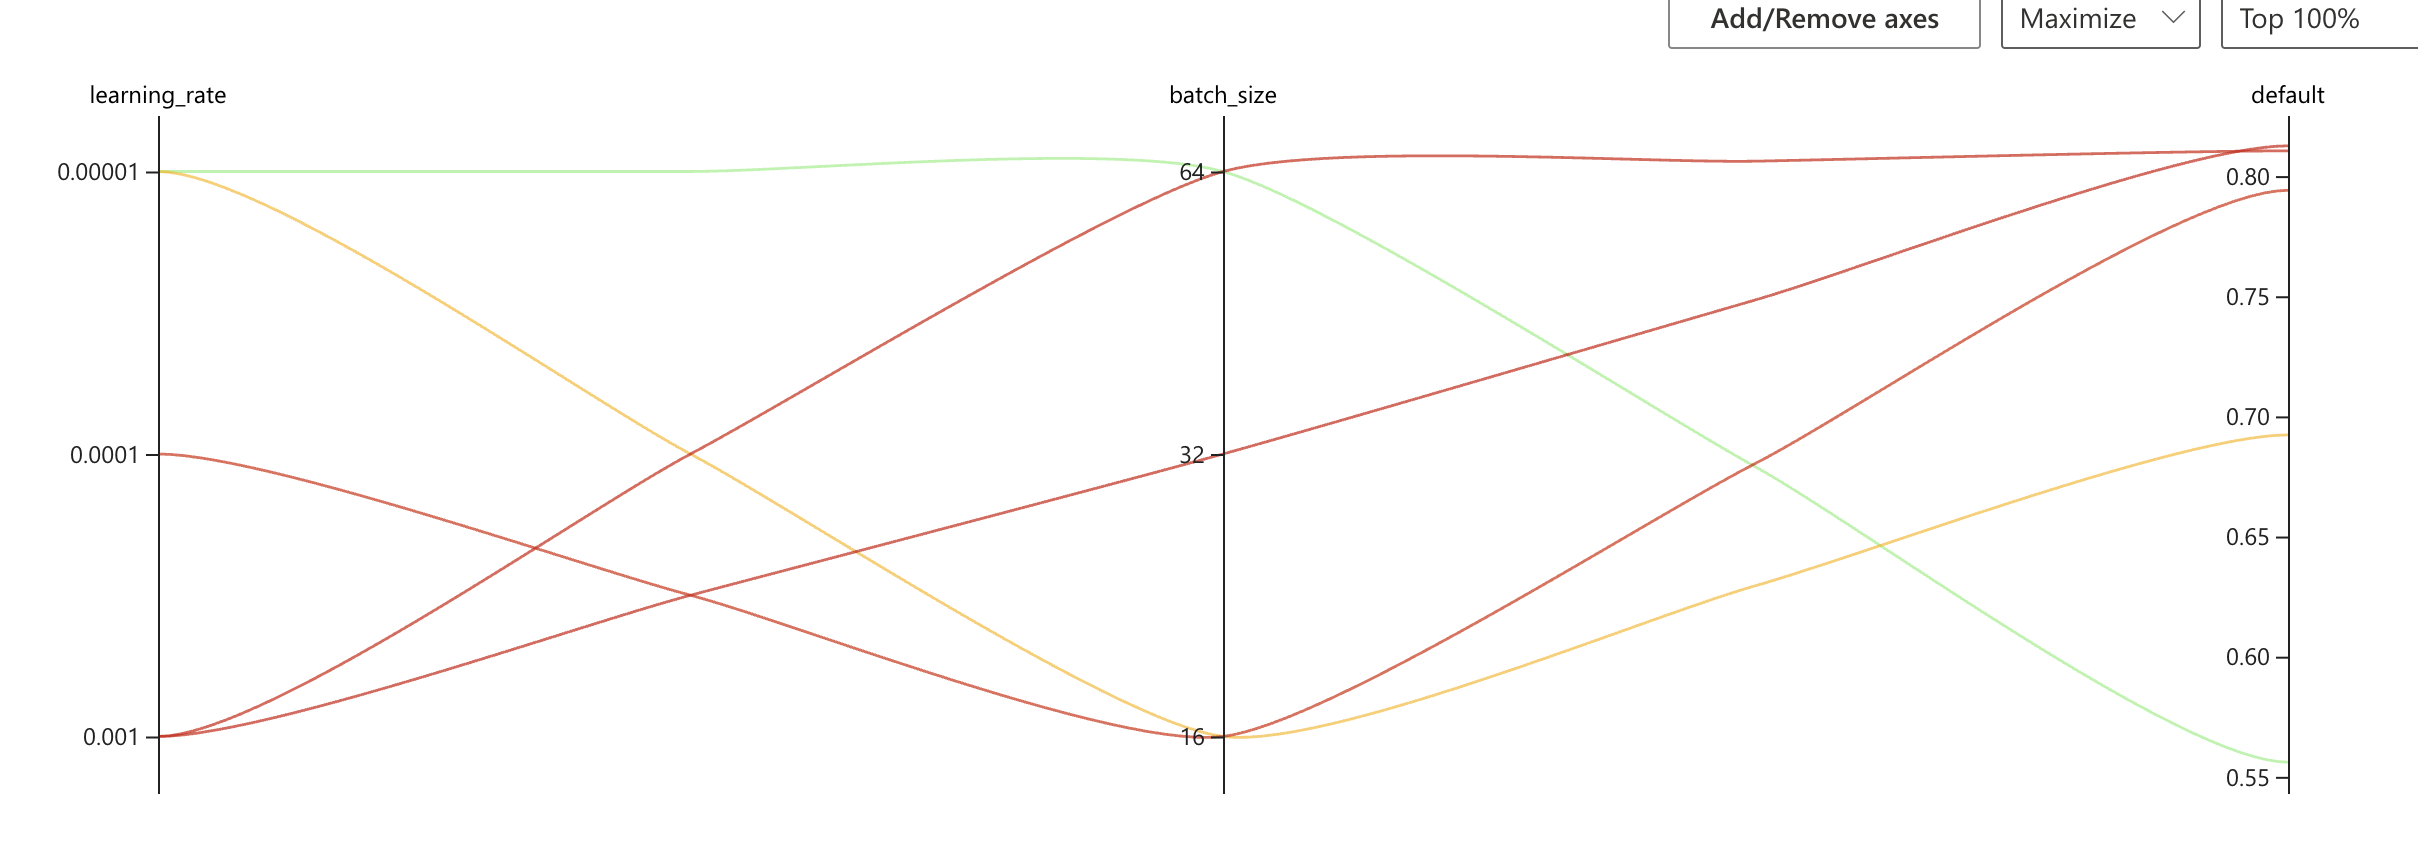 Add/Remove axes Maximize Top 100%
learning_rate batch_size default
0.00001 64 0.80
0.75
0.70
0.0001 32
0.65
0.60
0.001 16
0.55